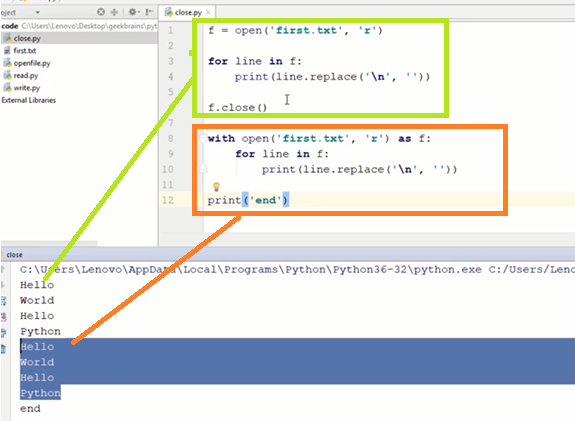 oject
close.py
code C:\Users\Lenovo\Desktop\geekbrains\pyt
close.py
first.txt
openfile.py
read.py
write.py
External Libraries
1 f = open('first.txt', 'r')
2
3 for line in f:
4 print(line.replace('\n', ''))
5
6 f.close()
7
8 with open('first.txt', 'r') as f:
9 for line in f:
10 print(line.replace('\n', ''))
11
12 print('end')
close
C:\Users\Lenovo\AppData\Local\Programs\Python\Python36-32\python.exe C:/Users/Leno
Hello
World
Hello
Python
Hello
World
Hello
Python
end